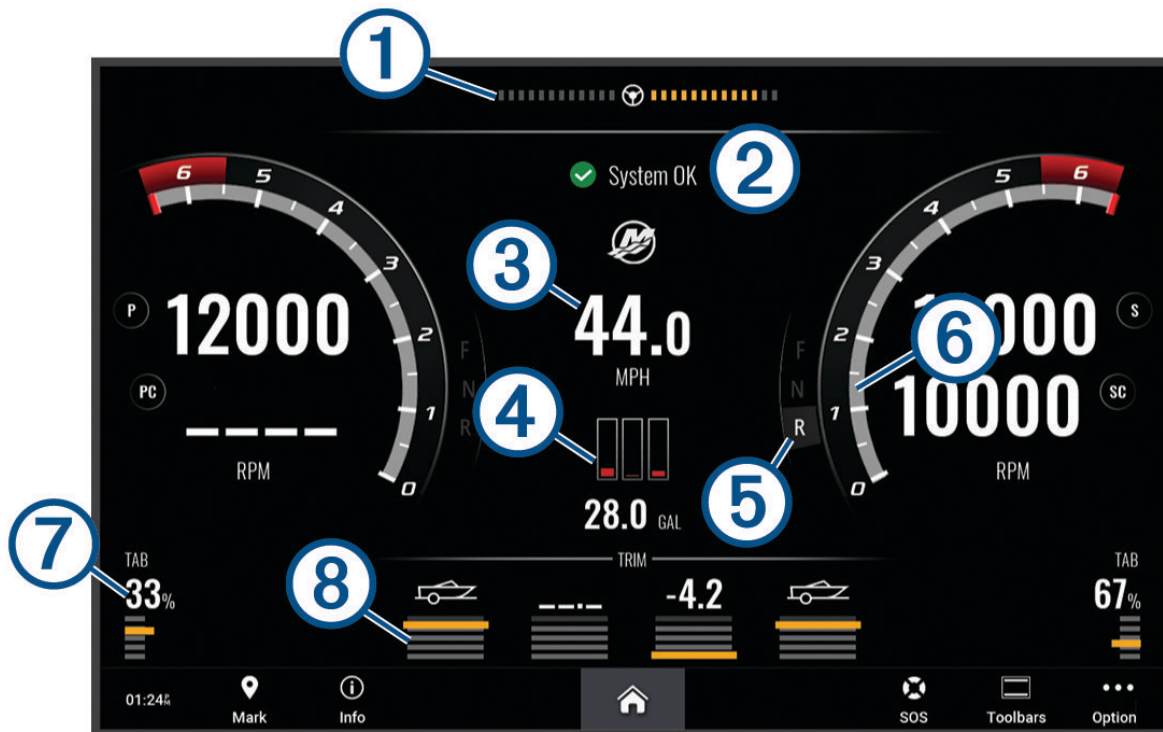 1
2
System OK
6 5 4 3 2 1 0
6 5 4 3 2 1 0
3
P
12000
44.0
6
S
F
MPH
F
PC
N
4
N
10000
SC
R
R
RPM
5
RPM
28.0 GAL
7
TAB
TRIM
TAB
33%
8
-4.2
67%
01:24 PM
Mark
Info
SOS
Toolbars
Option